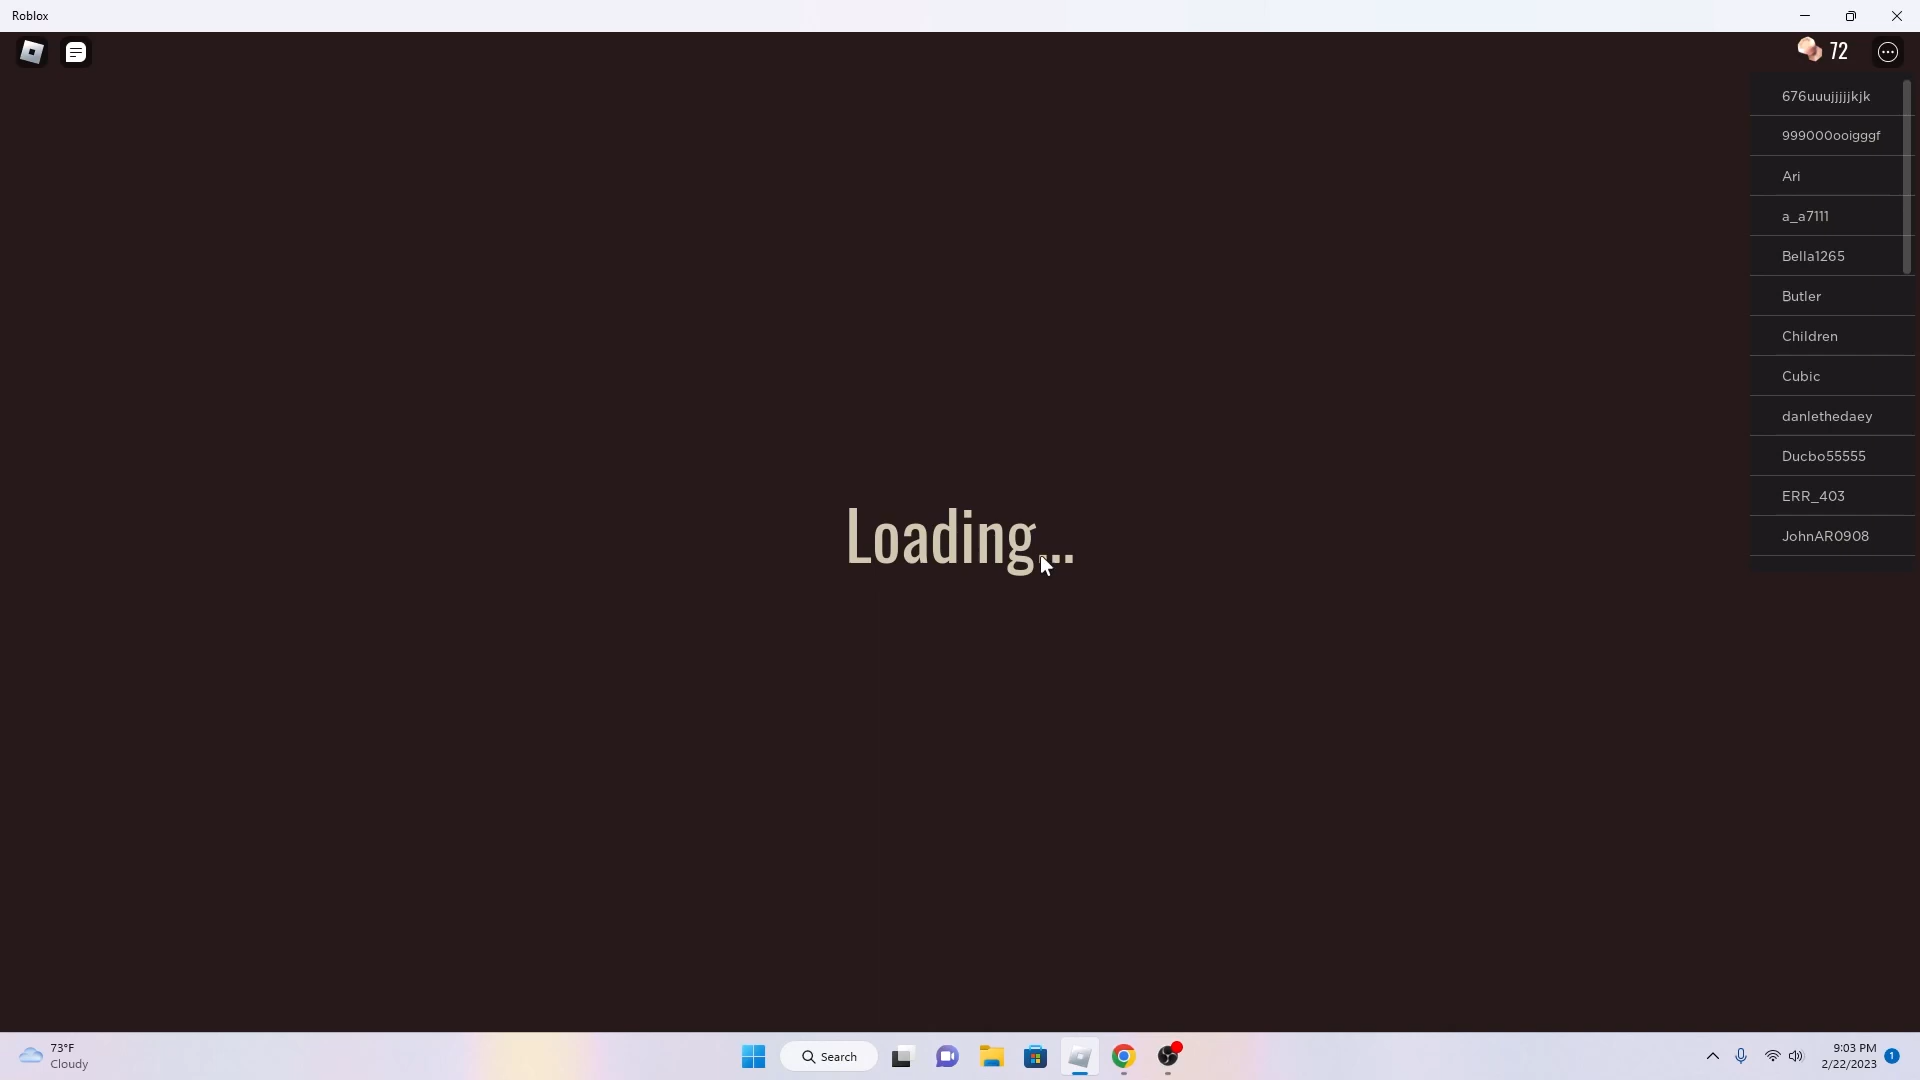 Roblox
72
676uuujjjjjkjk
999000ooigggf
Ari
a_a7111
Bella1265
Butler
Children
Cubic
danlethedaey
Ducbo55555
ERR_403
JohnAR0908
Loading...
73°F
Cloudy
Search
9:03 PM
2/22/2023
1